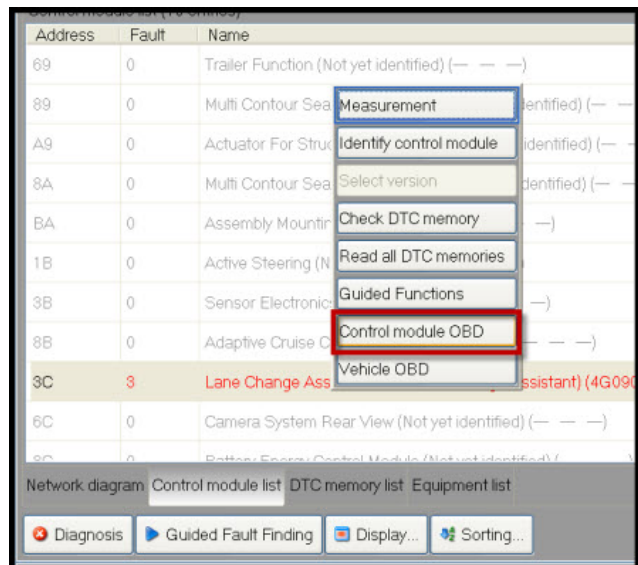 Address Fault Name
69 0 Trailer Function (Not yet identified) (— — —)
89 0 Multi Contour Sea entified) (— —
A9 0 Actuator For Struc identified) (—
8A 0 Multi Contour Sea dentified) (— —
BA 0 Assembly Mountin —)
1B 0 Active Steering (N
3B 0 Sensor Electronic —)
8B 0 Adaptive Cruise C — — —)
3C 3 Lane Change Ass ssistant) (4G090
6C 0 Camera System Rear View (Not yet identified) (— — —)
Measurement
Identify control module
Select version
Check DTC memory
Read all DTC memories
Guided Functions
Control module OBD
Vehicle OBD
Network diagram Control module list DTC memory list Equipment list
Diagnosis Guided Fault Finding Display... Sorting...